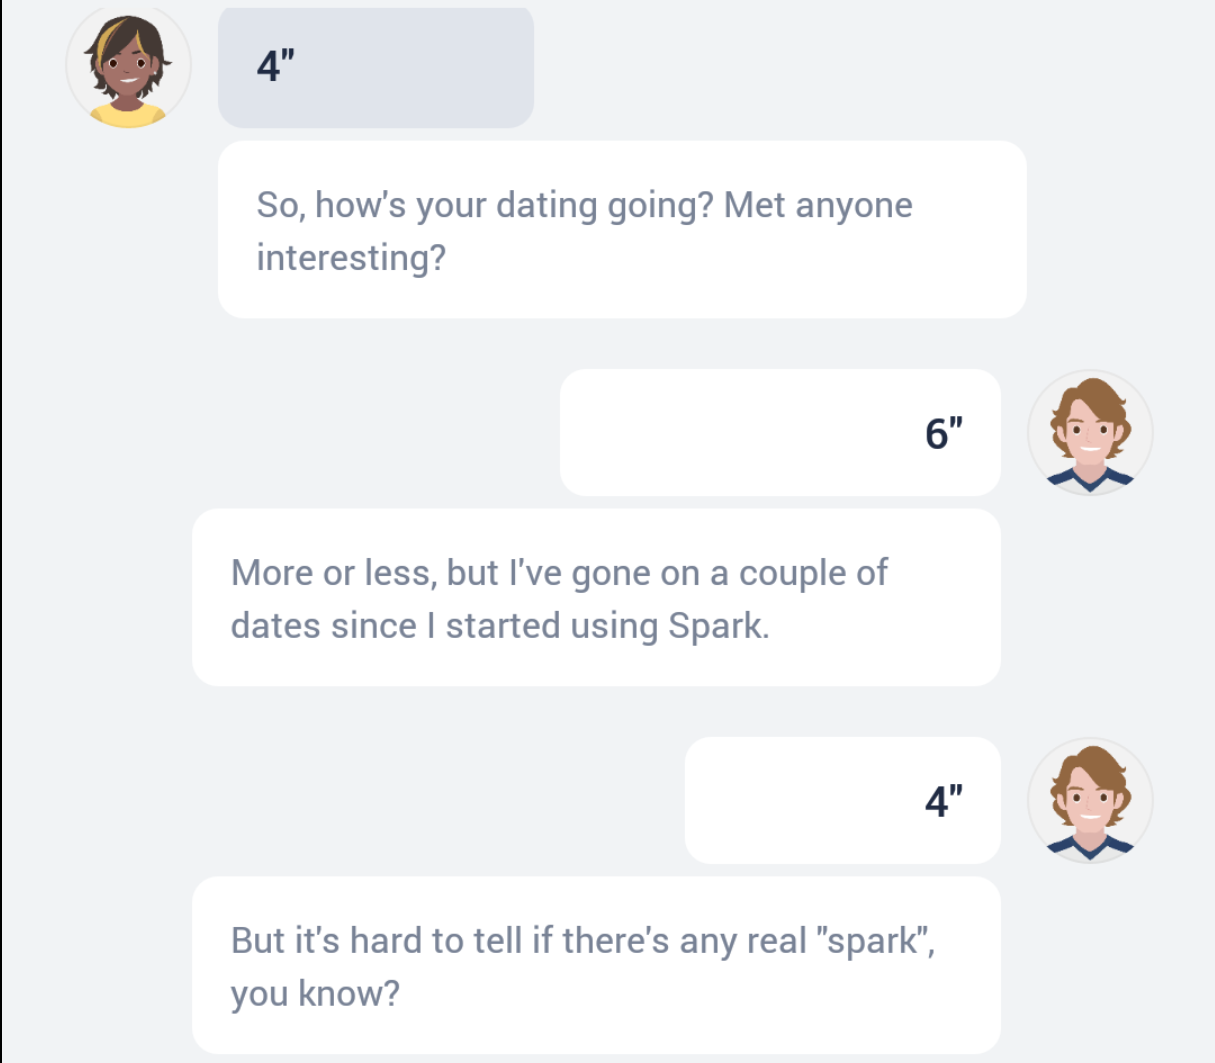 4"
So, how's your dating going? Met anyone
interesting?
6"
More or less, but I've gone on a couple of
dates since I started using Spark.
4"
But it's hard to tell if there's any real "spark",
you know?